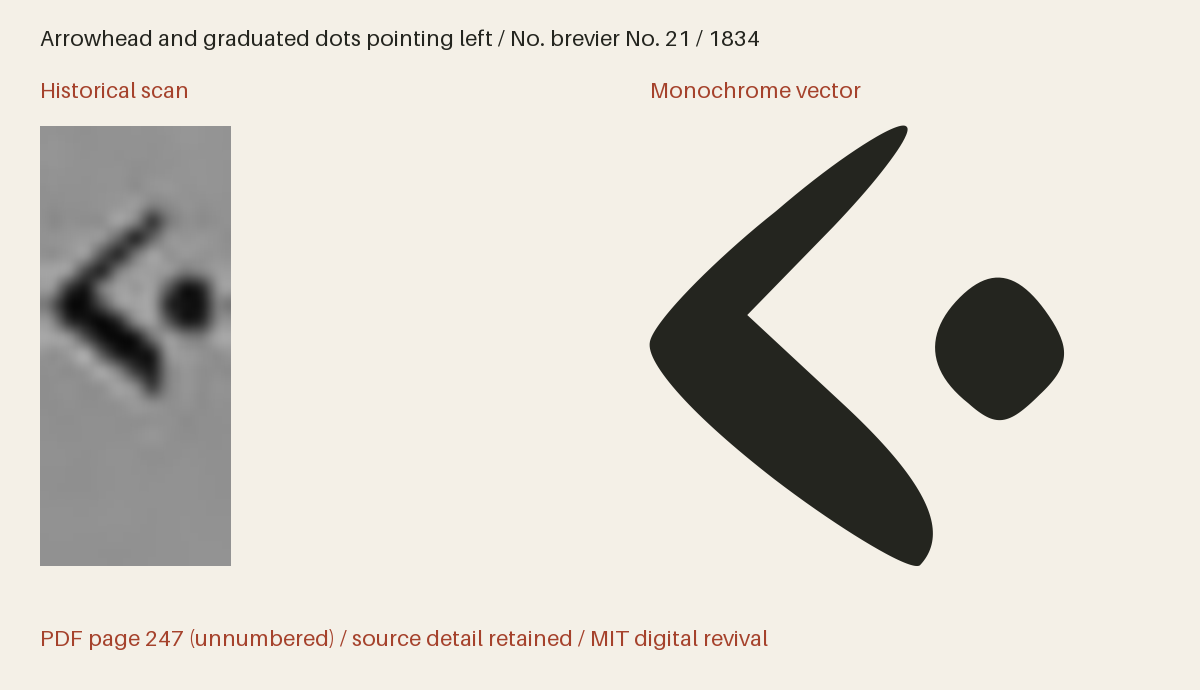 Arrowhead and graduated dots pointing left / No. brevier No. 21 / 1834
Historical scan
Monochrome vector
PDF page 247 (unnumbered) / source detail retained / MIT digital revival